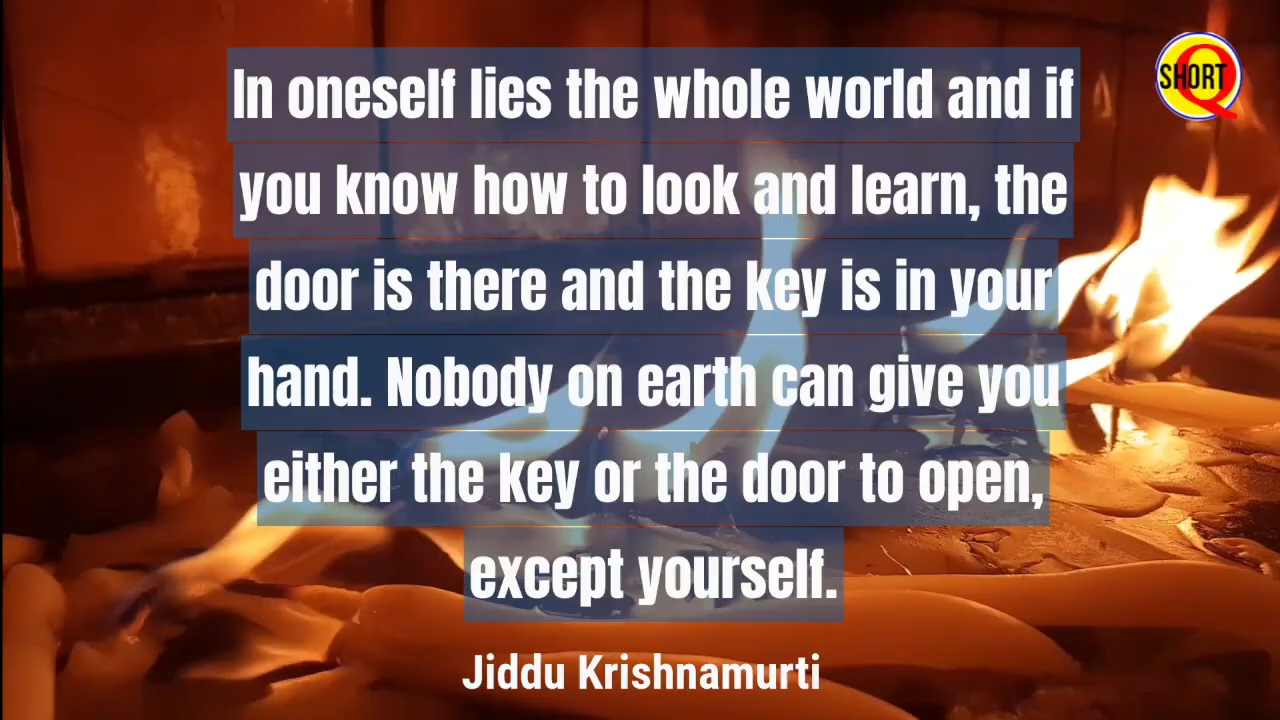 SHORT
Q
In oneself lies the whole world and if
you know how to look and learn, the
door is there and the key is in your
hand. Nobody on earth can give you
either the key or the door to open,
except yourself.
Jiddu Krishnamurti